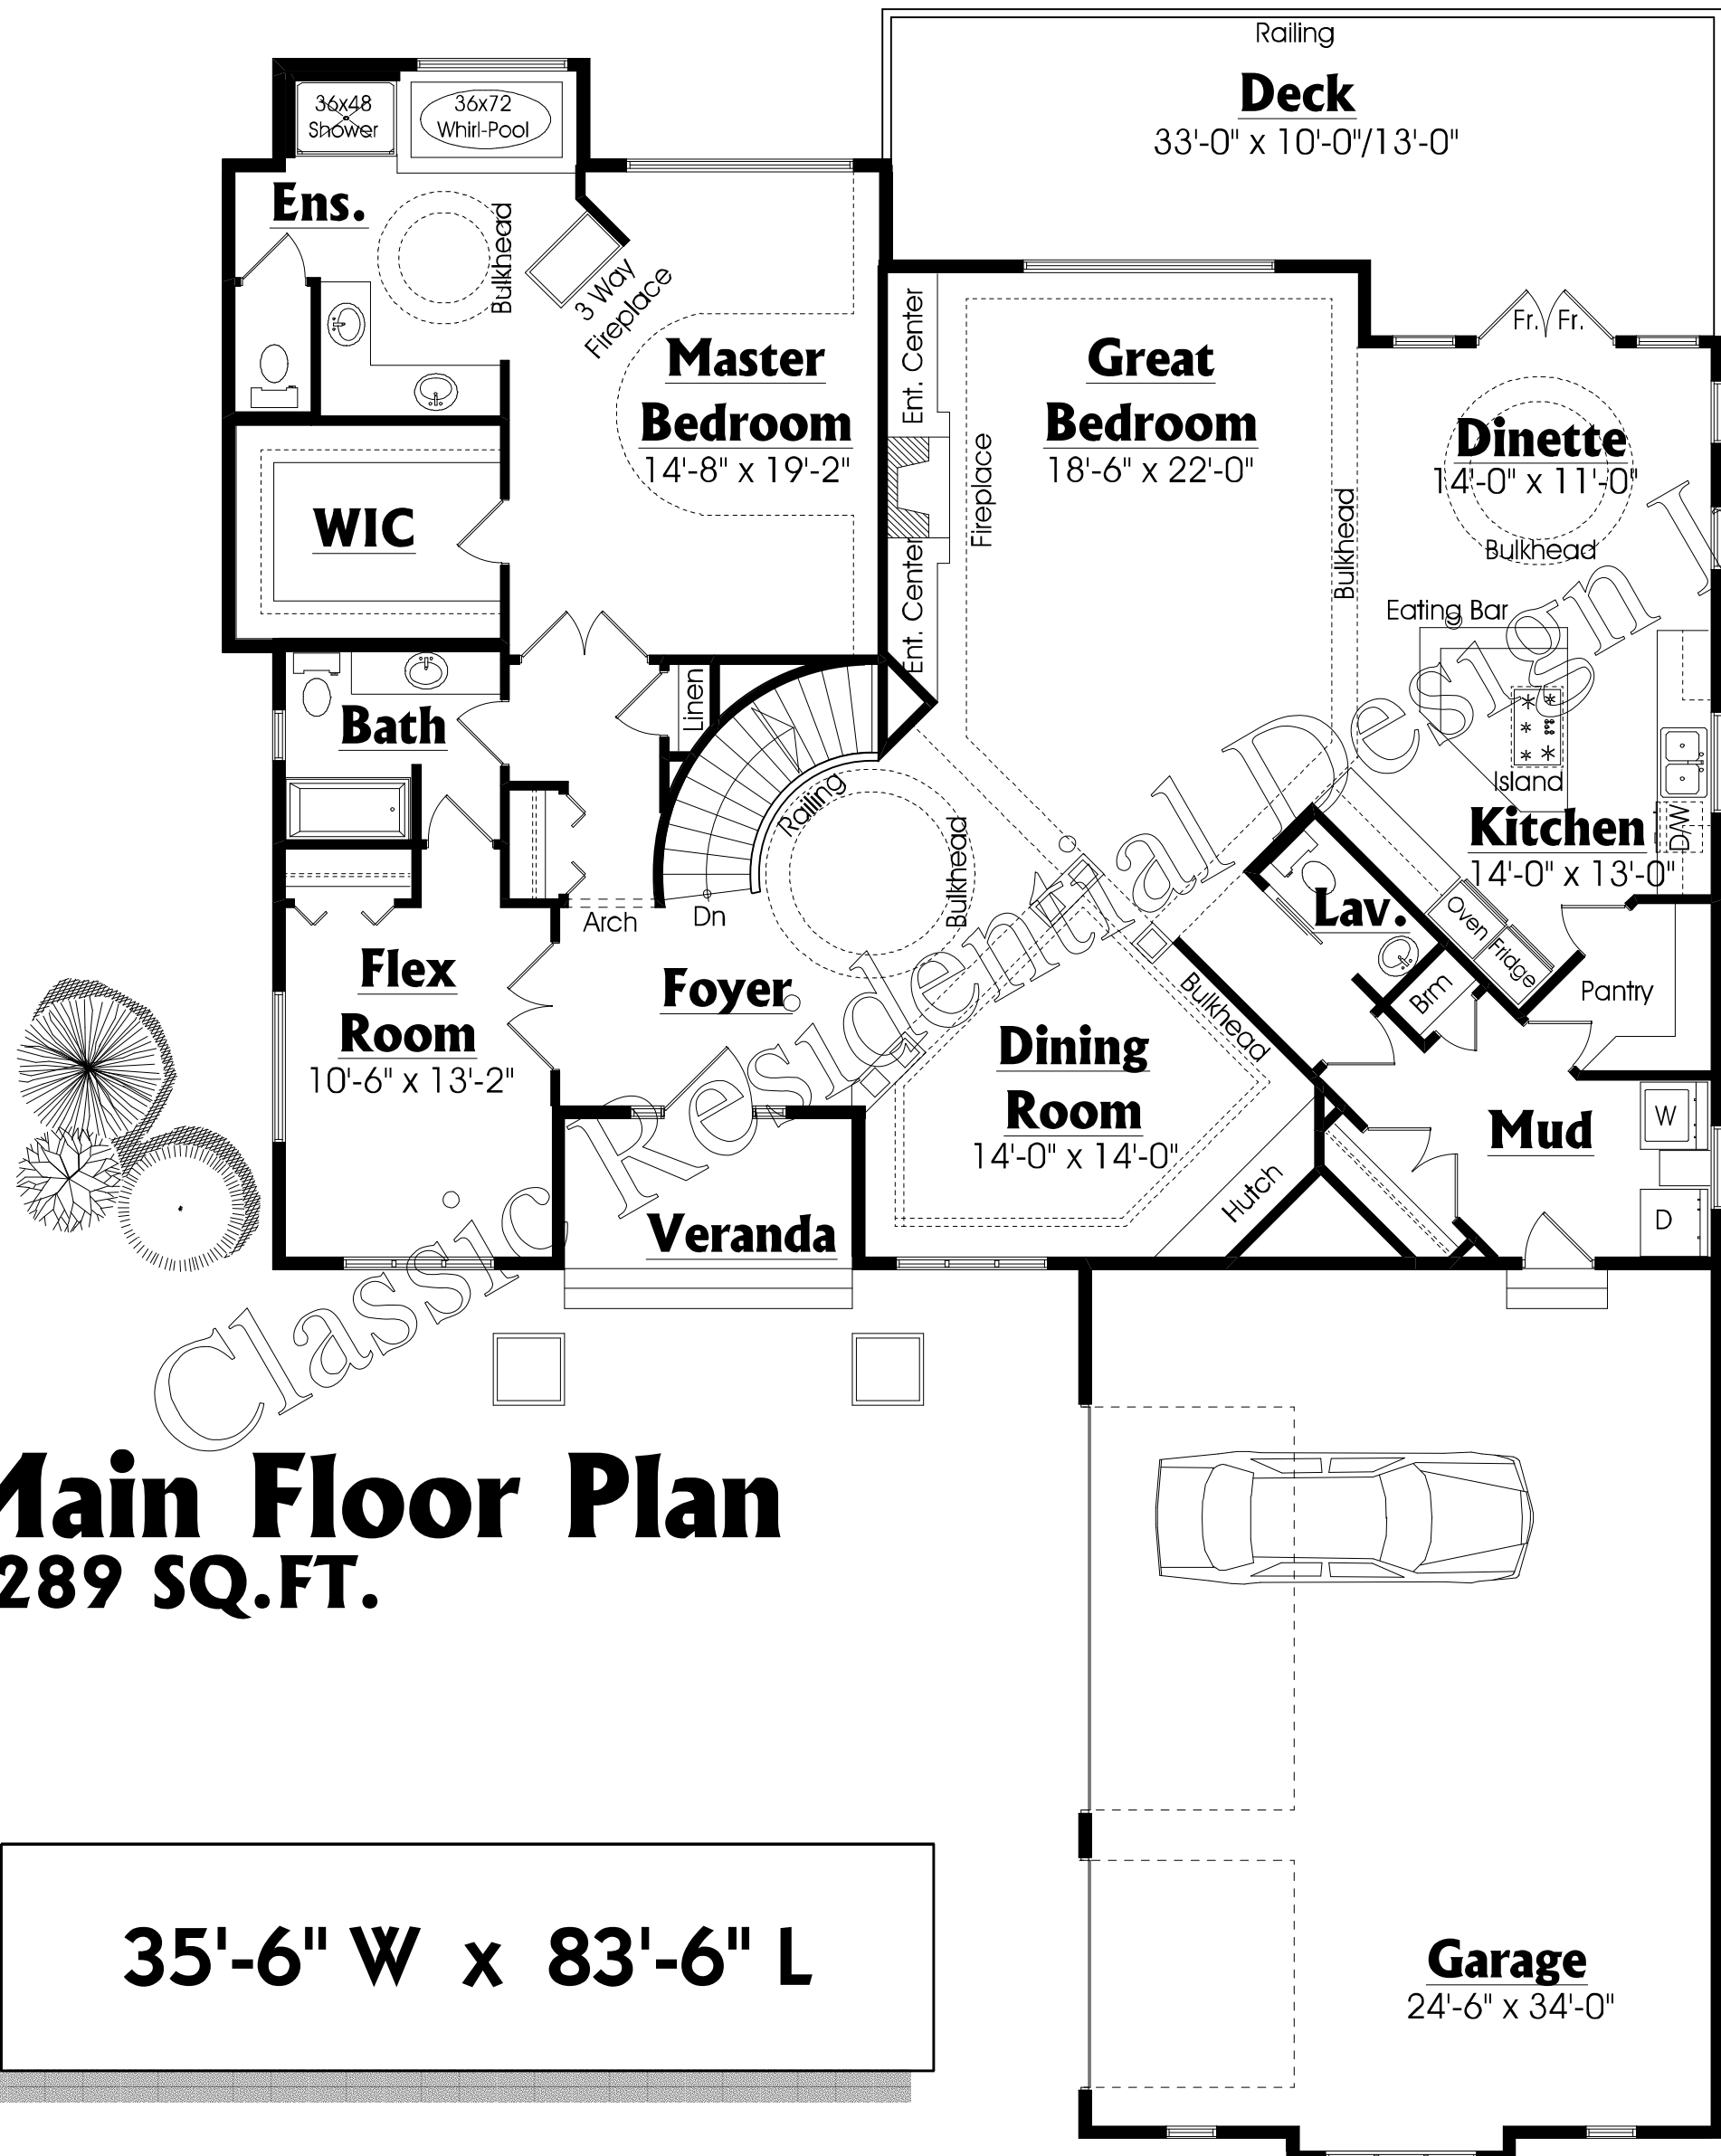 Railing
Deck
33'-0" x 10'-0"/13'-0"
36x48
Shower
36x72
Whirl-Pool
Ens.
Bulkhead
3 Way
Fireplace
Master
Bedroom
14'-8" x 19'-2"
Ent. Center
Fireplace
Ent. Center
Great
Bedroom
18'-6" x 22'-0"
Bulkhead
Fr. Fr.
Dinette
14'-0" x 11'-0"
Bulkhead
WIC
Eating Bar
Island
Kitchen
14'-0" x 13'-0"
D/W
Linen
Bath
Railing
Bulkhead
Arch
Dn
Lav.
Oven
Fridge
Pantry
Brm
Flex
Room
10'-6" x 13'-2"
Foyer
Bulkhead
Dining
Room
14'-0" x 14'-0"
Hutch
Mud
W
D
Veranda
Classic Residential Design
Main Floor Plan
289 SQ.FT.
35'-6" W x 83'-6" L
Garage
24'-6" x 34'-0"